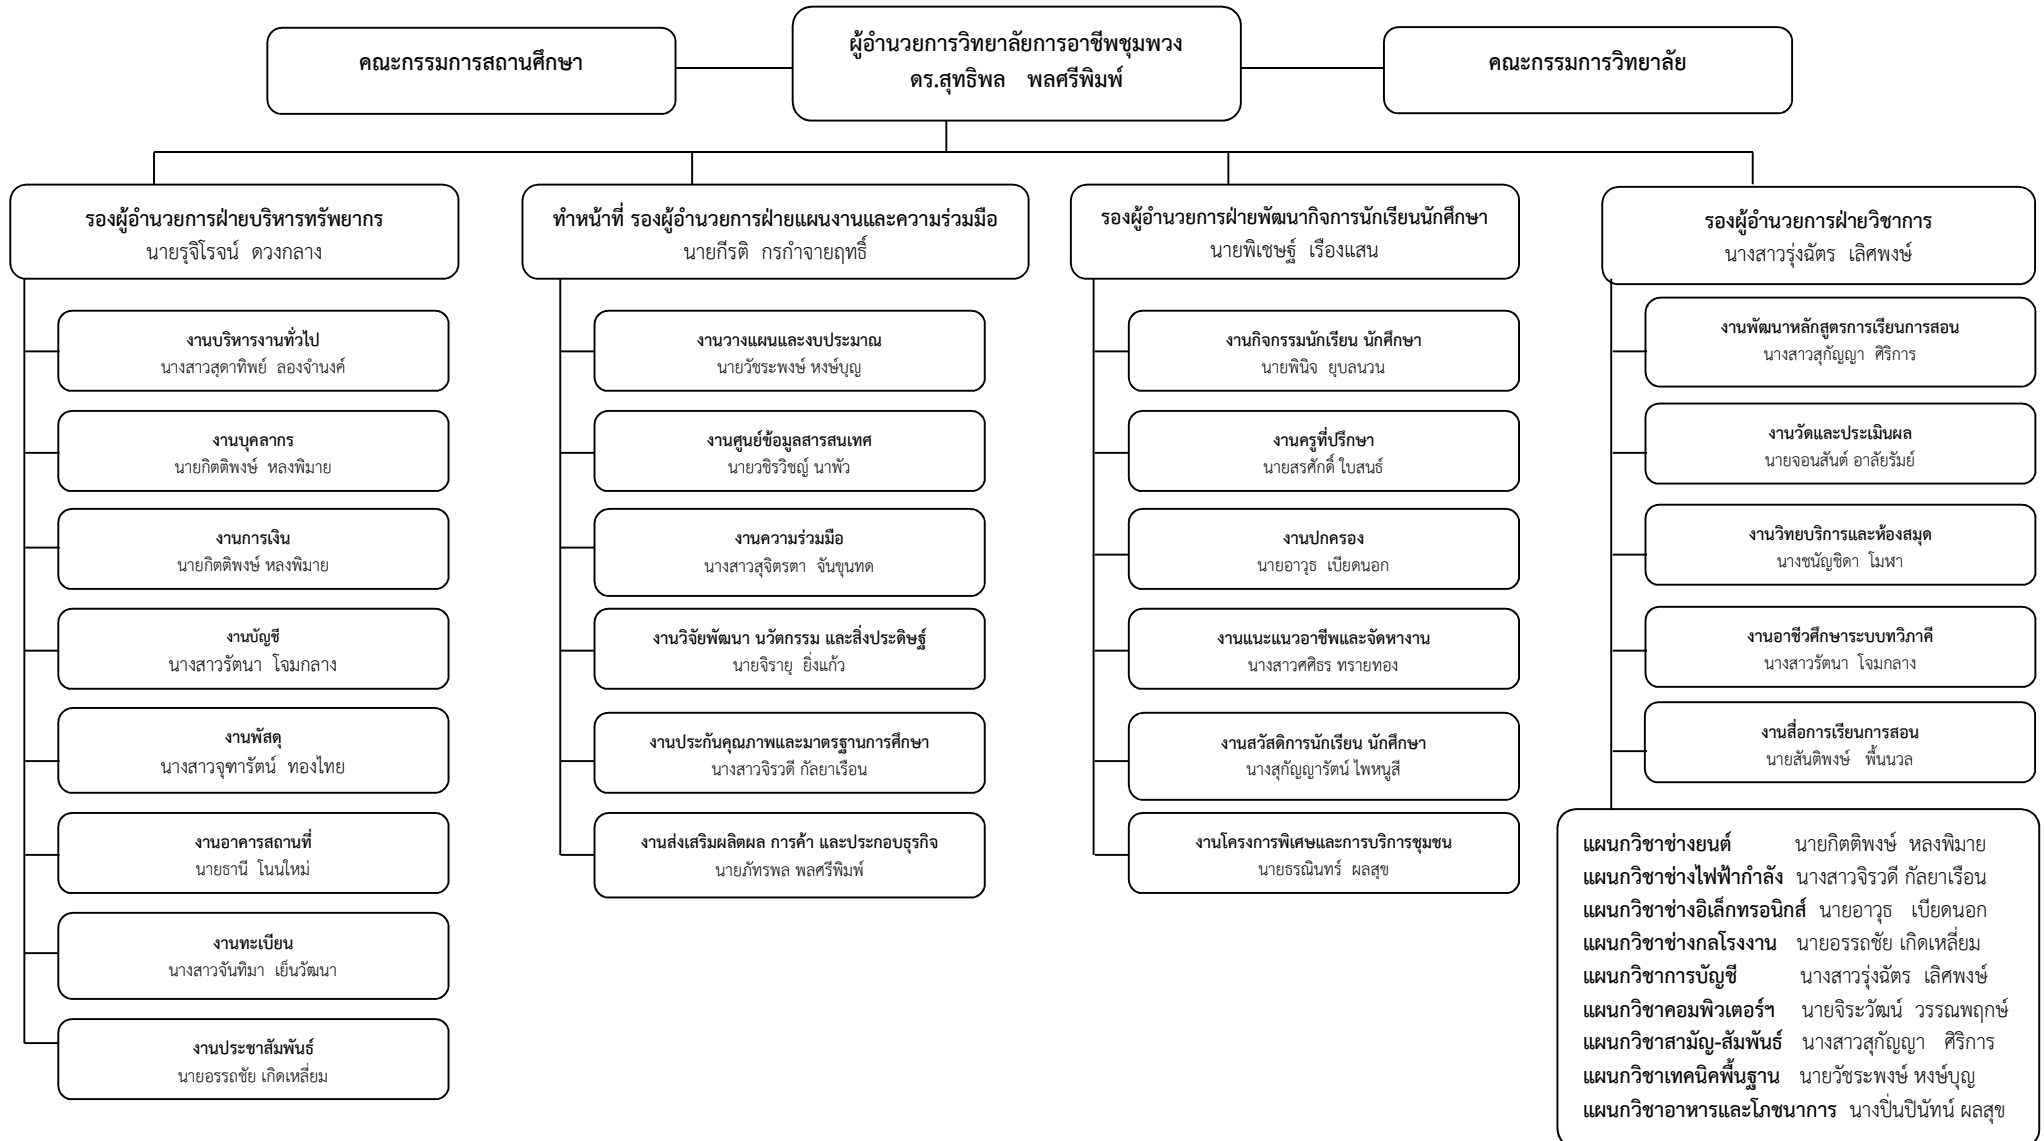 คณะกรรมการสถานศึกษา
ผู้อำนวยการวิทยาลัยการอาชีพชุมพวง
ดร.สุทธิพล พลศรีพิมพ์
คณะกรรมการวิทยาลัย
รองผู้อำนวยการฝ่ายบริหารทรัพยากร
นายรุจิโรจน์ ดวงกลาง
งานบริหารงานทั่วไป
นางสาวสุดาทิพย์ ลองจำนงค์
งานบุคลากร
นายกิตติพงษ์ หลงพิมาย
งานการเงิน
นายกิตติพงษ์ หลงพิมาย
งานบัญชี
นางสาวรัตนา โจมกลาง
งานพัสดุ
นางสาวจุฑารัตน์ ทองไทย
งานอาคารสถานที่
นายธานี โนนใหม่
งานทะเบียน
นางสาวจันทิมา เย็นวัฒนา
งานประชาสัมพันธ์
นายอรรถชัย เกิดเหลี่ยม
ทำหน้าที่ รองผู้อำนวยการฝ่ายแผนงานและความร่วมมือ
นายกีรติ กรกำจายฤทธิ์
งานวางแผนและงบประมาณ
นายวัชระพงษ์ หงษ์บุญ
งานศูนย์ข้อมูลสารสนเทศ
นายวชิรวิชญ์ นาพัว
งานความร่วมมือ
นางสาวสุจิตรตา จันขุนทด
งานวิจัยพัฒนา นวัตกรรม และสิ่งประดิษฐ์
นายจิรายุ ยิ่งแก้ว
งานประกันคุณภาพและมาตรฐานการศึกษา
นางสาวจิรวดี กัลยาเรือน
งานส่งเสริมผลิตผล การค้า และประกอบธุรกิจ
นายภัทรพล พลศรีพิมพ์
รองผู้อำนวยการฝ่ายพัฒนากิจการนักเรียนนักศึกษา
นายพิเชษฐ์ เรืองแสน
งานกิจกรรมนักเรียน นักศึกษา
นายพินิจ ยุบลนวน
งานครูที่ปรึกษา
นายสรศักดิ์ ใบสนธ์
งานปกครอง
นายอาวุธ เบียดนอก
งานแนะแนวอาชีพและจัดหางาน
นางสาวศศิธร ทรายทอง
งานสวัสดิการนักเรียน นักศึกษา
นางสุกัญญารัตน์ ไพหนูสี
งานโครงการพิเศษและการบริการชุมชน
นายธรณินทร์ ผลสุข
รองผู้อำนวยการฝ่ายวิชาการ
นางสาวรุ่งฉัตร เลิศพงษ์
งานพัฒนาหลักสูตรการเรียนการสอน
นางสาวสุกัญญา ศิริการ
งานวัดและประเมินผล
นายจอนสันต์ อาลัยรัมย์
งานวิทยบริการและห้องสมุด
นางชนัญชิดา โมฬา
งานอาชีวศึกษาระบบทวิภาคี
นางสาวรัตนา โจมกลาง
งานสื่อการเรียนการสอน
นายสันติพงษ์ พื้นนวล
แผนกวิชาช่างยนต์ นายกิตติพงษ์ หลงพิมาย
แผนกวิชาช่างไฟฟ้ากำลัง นางสาวจิรวดี กัลยาเรือน
แผนกวิชาช่างอิเล็กทรอนิกส์ นายอาวุธ เบียดนอก
แผนกวิชาช่างกลโรงงาน นายอรรถชัย เกิดเหลี่ยม
แผนกวิชาการบัญชี นางสาวรุ่งฉัตร เลิศพงษ์
แผนกวิชาคอมพิวเตอร์ฯ นายจิระวัฒน์ วรรณพฤกษ์
แผนกวิชาสามัญ-สัมพันธ์ นางสาวสุกัญญา ศิริการ
แผนกวิชาเทคนิคพื้นฐาน นายวัชระพงษ์ หงษ์บุญ
แผนกวิชาอาหารและโภชนาการ นางปิ่นปินัทน์ ผลสุข